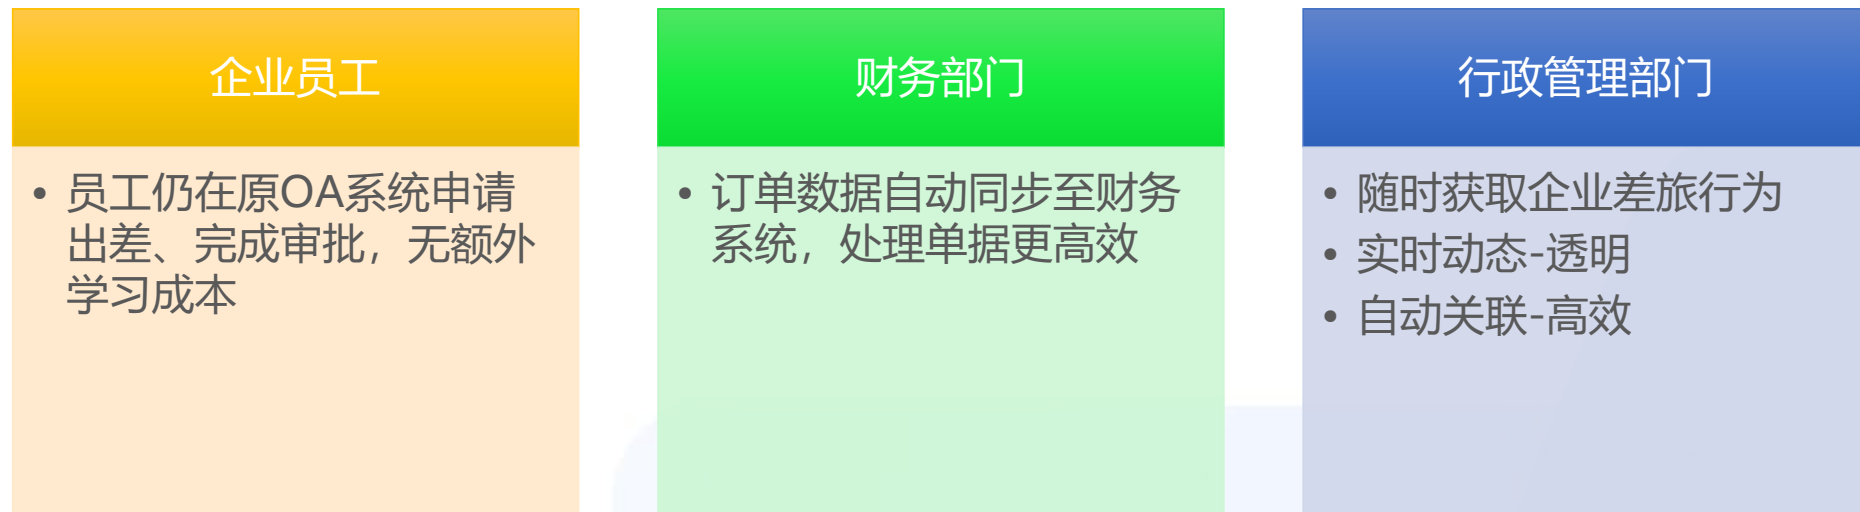 企业员工
• 员工仍在原OA系统申请
出差、完成审批，无额外
学习成本
财务部门
• 订单数据自动同步至财务
系统，处理单据更高效
行政管理部门
• 随时获取企业差旅行为
• 实时动态-透明
• 自动关联-高效